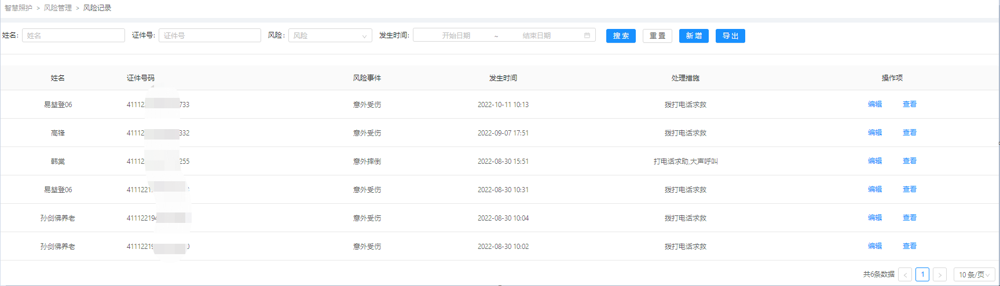 智慧照护 > 风险管理 > 风险记录
姓名: 姓名 证件号: 证件号 风险: 风险 发生时间: 开始日期 ~ 结束日期 搜索 重置 新增 导出
姓名 证件号码 风险事件 发生时间 处理措施 操作项
易堃登06 41112 733 意外受伤 2022-10-11 10:13 拨打电话求救 编辑 查看
高锋 41112 332 意外受伤 2022-09-07 17:51 拨打电话求救 编辑 查看
韩棠 41112 255 意外摔倒 2022-08-30 15:51 打电话求助,大声呼叫 编辑 查看
易堃登06 411122 意外受伤 2022-08-30 10:31 拨打电话求救 编辑 查看
孙剑佛养老 41112219 意外受伤 2022-08-30 10:04 拨打电话求救 编辑 查看
孙剑佛养老 4111221 0 意外受伤 2022-08-30 10:02 拨打电话求救 编辑 查看
共6条数据 < 1 > 10 条/页